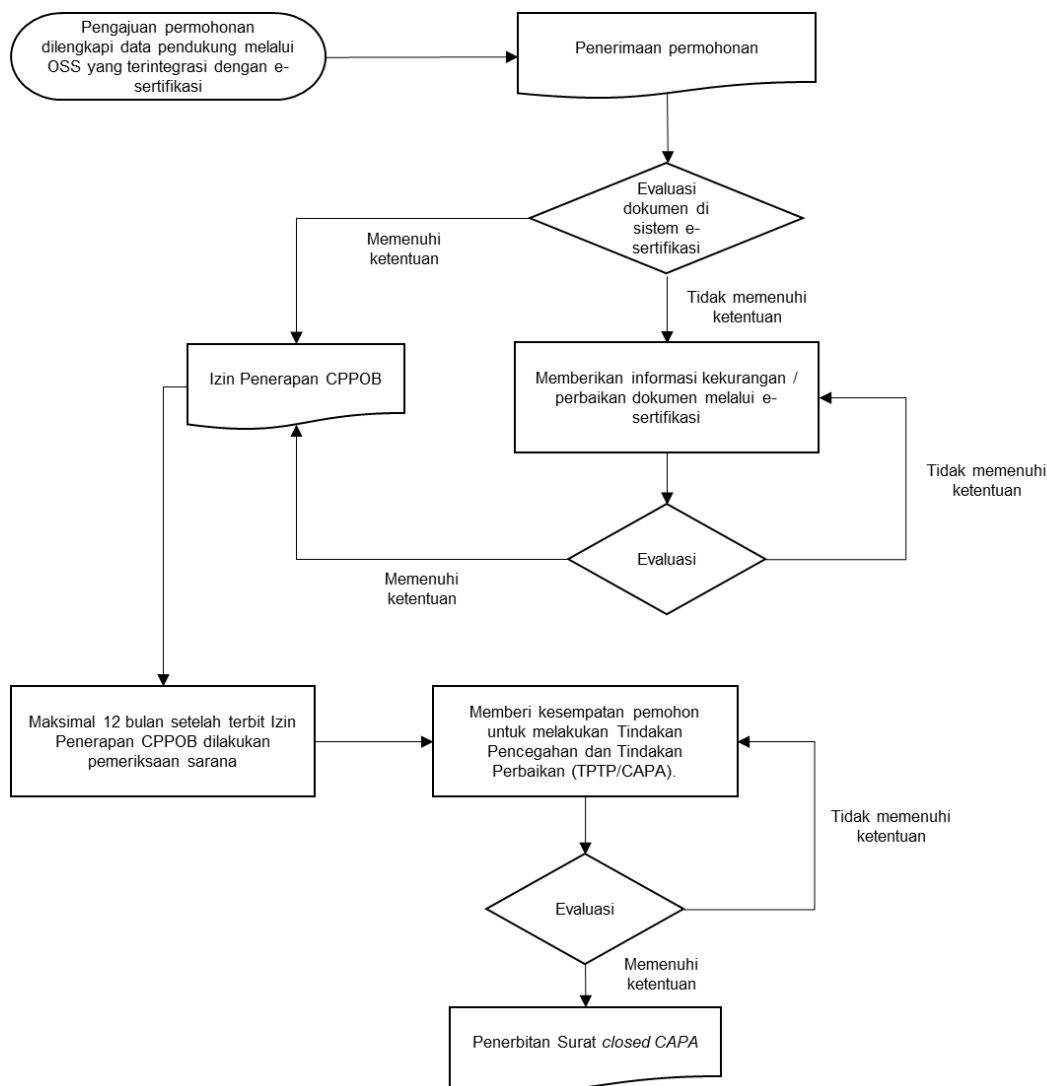 Pengajuan permohonan
dilengkapi data pendukung melalui
OSS yang terintegrasi dengan e-
sertifikasi
Penerimaan permohonan
Evaluasi
dokumen di
sistem e-
sertifikasi
Memenuhi
ketentuan
Tidak memenuhi
ketentuan
Izin Penerapan CPPOB
Memberikan informasi kekurangan /
perbaikan dokumen melalui e-
sertifikasi
Tidak memenuhi
ketentuan
Evaluasi
Memenuhi
ketentuan
Maksimal 12 bulan setelah terbit Izin
Penerapan CPPOB dilakukan
pemeriksaan sarana
Memberi kesempatan pemohon
untuk melakukan Tindakan
Pencegahan dan Tindakan
Perbaikan (TPTP/CAPA).
Tidak memenuhi
ketentuan
Evaluasi
Memenuhi
ketentuan
Penerbitan Surat closed CAPA